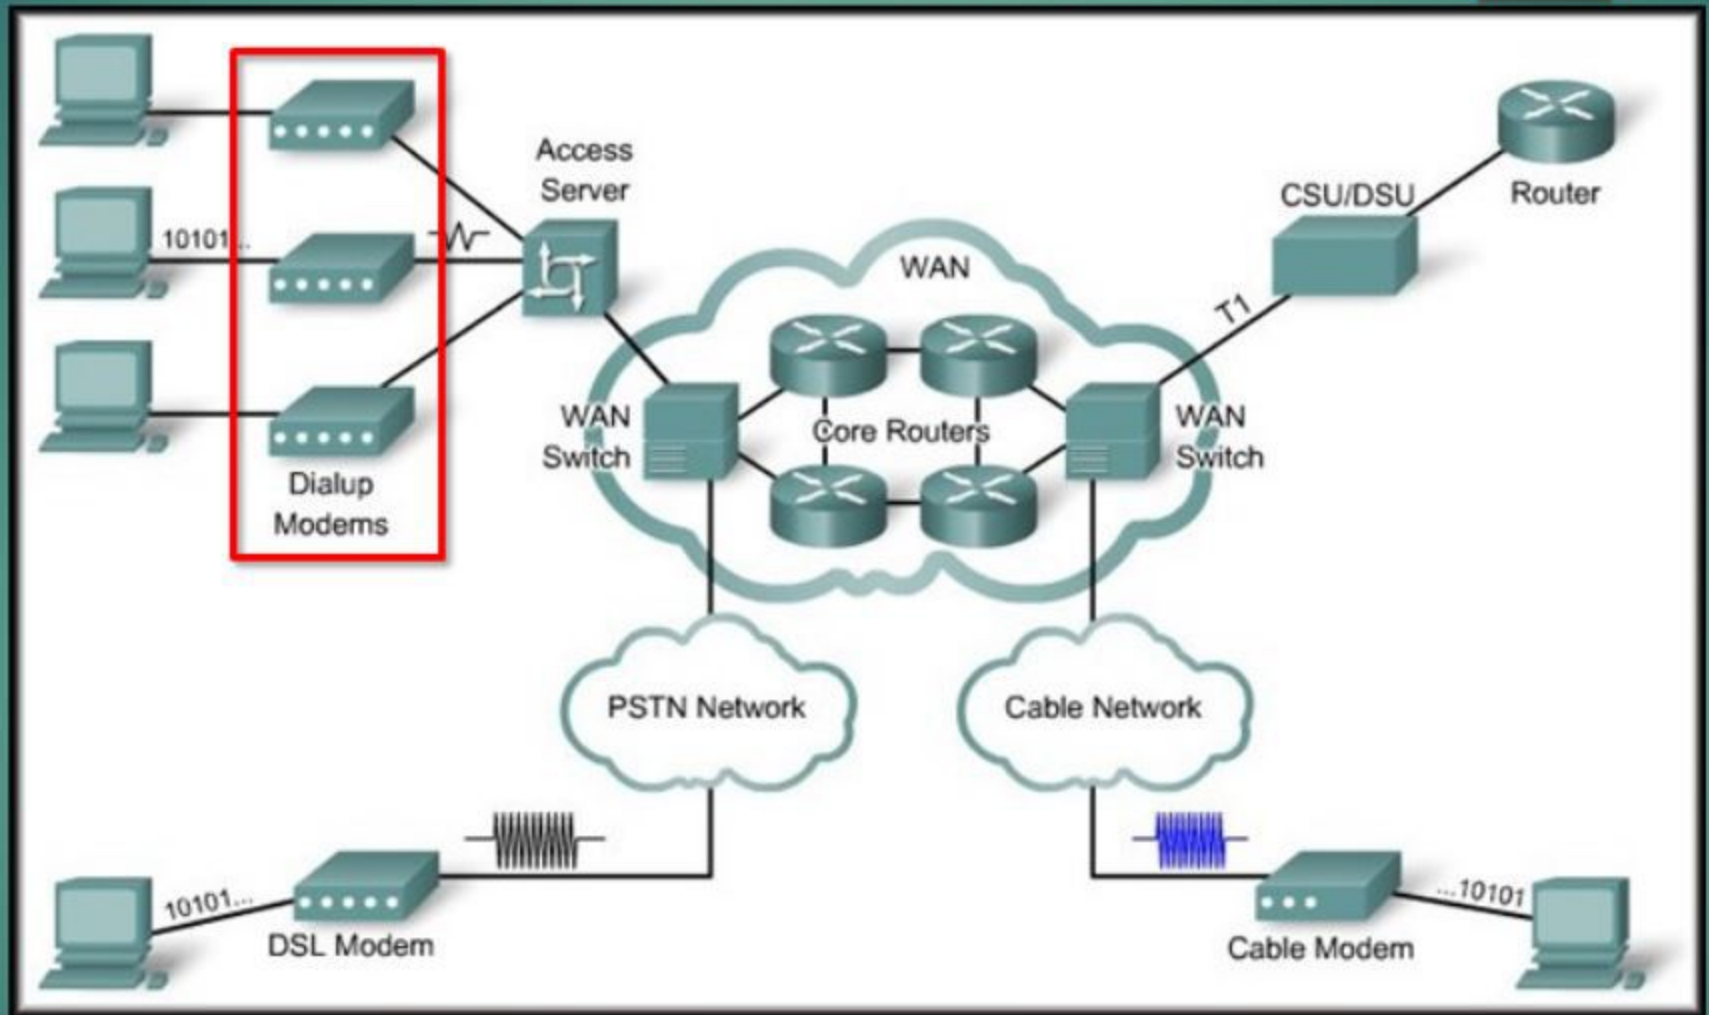 Access
Server
CSU/DSU
Router
10101...
WAN
T1
WAN
Switch
Core Routers
WAN
Switch
Dialup
Modems
PSTN Network
Cable Network
10101...
DSL Modem
...10101
Cable Modem